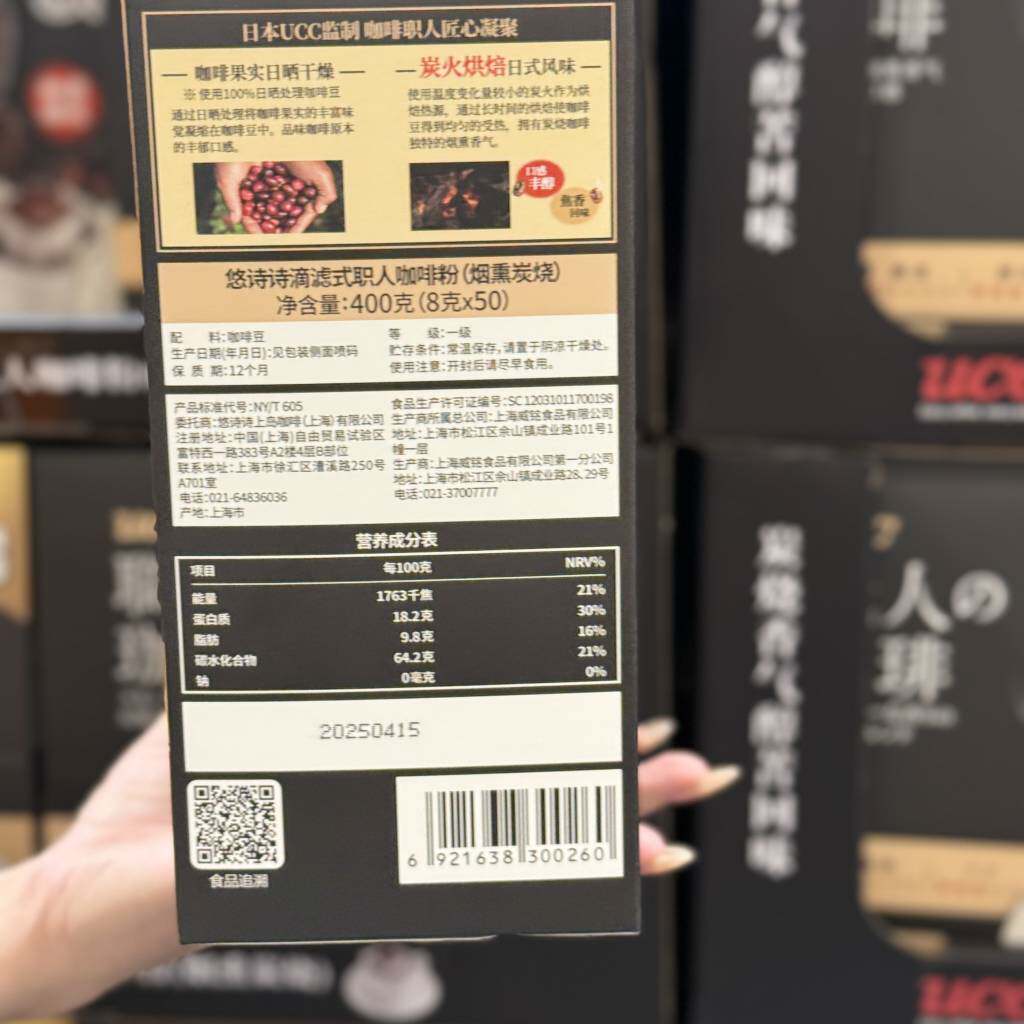 日本UCC监制 咖啡职人匠心凝聚
咖啡果实日晒干燥
※ 使用100%日晒处理咖啡豆
通过日晒处理将咖啡果实的丰富味
觉凝缩在咖啡豆中。品味咖啡原本
的丰郁口感。
炭火烘焙日式风味
使用温度变化量较小的炭火作为烘
焙热源，通过长时间的烘焙使咖啡
豆得到均匀的受热，拥有炭烧咖啡
独特的烟熏香气。
口感
丰醇
焦香
回味
悠诗诗滴滤式职人咖啡粉(烟熏炭烧)
净含量:400克(8克x50)
配 料:咖啡豆
生产日期(年月日):见包装侧面喷码
保 质 期:12个月
等 级:一级
贮存条件:常温保存,请置于阴凉干燥处。
使用注意:开封后请尽早食用。
产品标准代号:NY/T 605
委托商:悠诗诗上岛咖啡(上海)有限公司
注册地址:中国(上海)自由贸易试验区
富特西一路383号A2楼4层B部位
联系地址:上海市徐汇区漕溪路250号
A701室
电话:021-64836036
产地:上海市
食品生产许可证编号:SC12031011700198
生产商所属总公司:上海威铭食品有限公司
地址:上海市松江区佘山镇成业路101号1
幢一层
生产商:上海威铭食品有限公司第一分公司
地址:上海市松江区佘山镇成业路28、29号
电话:021-37007777
营养成分表
项目 每100克 NRV%
能量 1763千焦 21%
蛋白质 18.2克 30%
脂肪 9.8克 16%
碳水化合物 64.2克 21%
钠 0毫克 0%
20250415
食品追溯
6 921638 300260
炭烧香气醇苦回味
人の
琲
UCC